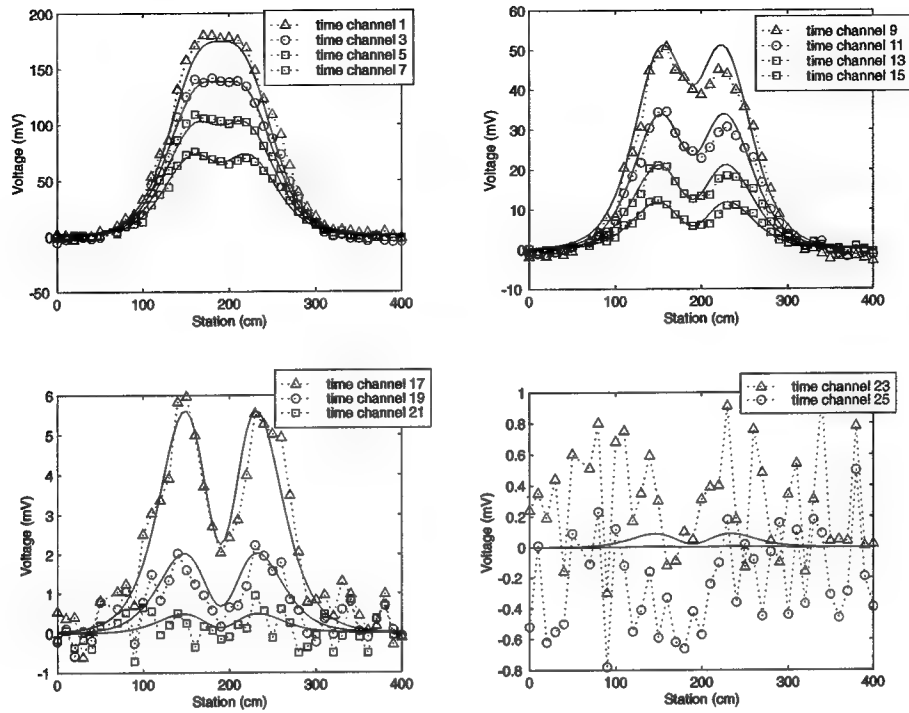 time channel 1
time channel 3
time channel 5
time channel 7
200
150
100
50
0
-50
Voltage (mV)
0
100
200
300
400
Station (cm)
time channel 9
time channel 11
time channel 13
time channel 15
60
50
40
30
20
10
0
-10
Voltage (mV)
0
100
200
300
400
Station (cm)
time channel 17
time channel 19
time channel 21
6
5
4
3
2
1
0
-1
Voltage (mV)
0
100
200
300
400
Station (cm)
time channel 23
time channel 25
1
0.8
0.6
0.4
0.2
0
-0.2
-0.4
-0.6
-0.8
Voltage (mV)
0
100
200
300
400
Station (cm)